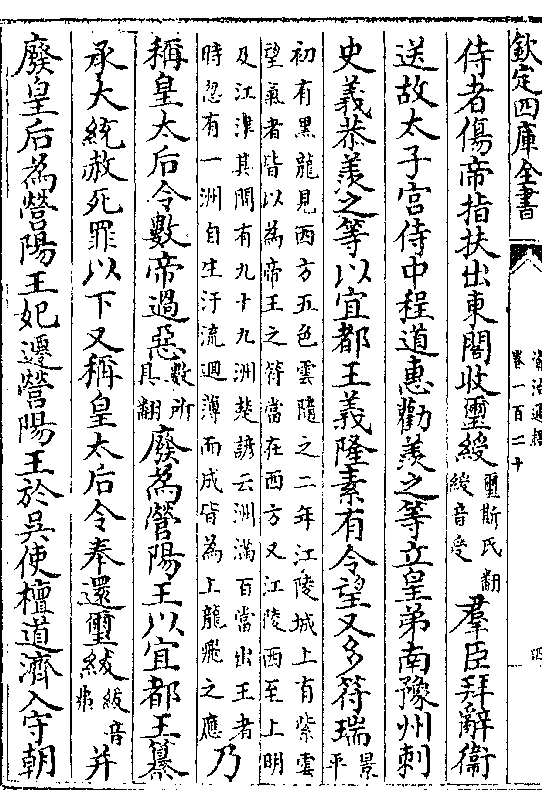 欽定四庫全書
資治通鑑
卷一百二十
四
侍者傷帝指扶出東閤收璽綬璽斯氏翻綬音受羣臣拜辭衞
送故太子宮侍中程道惠勸羨之等立皇弟南豫州刺
史義恭羨之等以宜都王義隆素有令望又多符瑞景平
初有黑龍見西方五色雲隨之二年江陵城上有紫雲
望氣者皆以為帝王之符當在西方又江陵西至上明
及江津其間有九十九洲楚諺云洲滿百當出王者
時忽有一洲自生汙流迴薄而成皆為上龍飛之應乃
稱皇太后令數帝過惡數所具翻廢為營陽王以宜都王纂
承大統赦死罪以下又稱皇太后令奉還璽紱紱音弗并
廢皇后為營陽王妃遷營陽王於吳使檀道濟入守朝